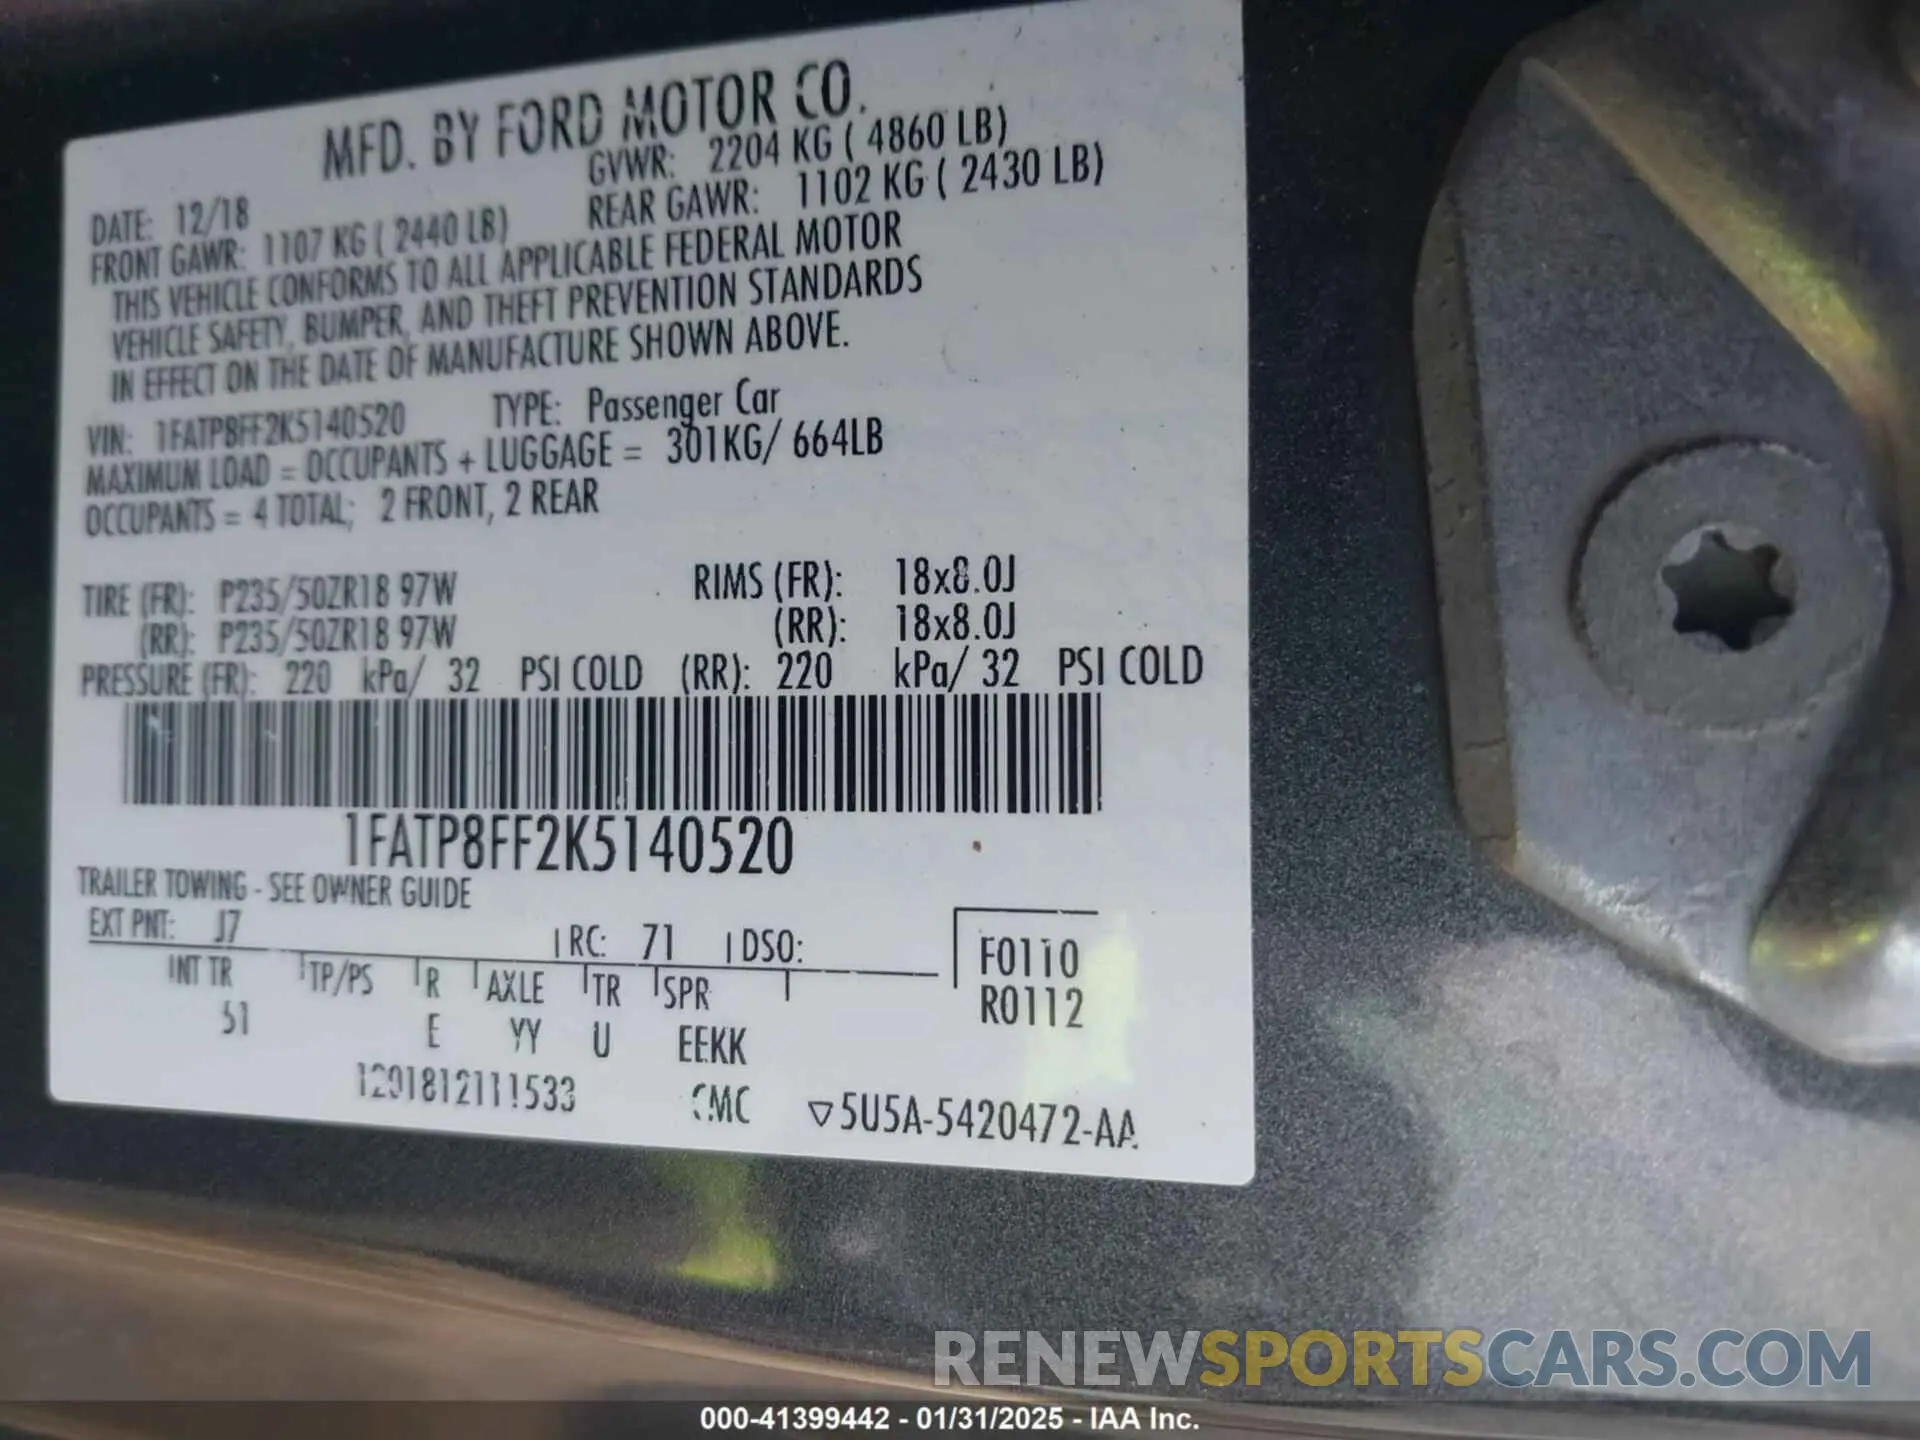 MFD. BY FORD MOTOR CO.
DATE: 12/18 GVWR: 2204 KG ( 4860 LB)
FRONT GAWR: 1107 KG ( 2440 LB) REAR GAWR: 1102 KG ( 2430 LB)
THIS VEHICLE CONFORMS TO ALL APPLICABLE FEDERAL MOTOR
VEHICLE SAFETY, BUMPER, AND THEFT PREVENTION STANDARDS
IN EFFECT ON THE DATE OF MANUFACTURE SHOWN ABOVE.
VIN: 1FATP8FF2K5140520 TYPE: Passenger Car
MAXIMUM LOAD = OCCUPANTS + LUGGAGE = 301KG/ 664LB
OCCUPANTS = 4 TOTAL; 2 FRONT, 2 REAR
TIRE (FR): P235/50ZR18 97W RIMS (FR): 18x8.0J
(RR): P235/50ZR18 97W (RR): 18x8.0J
PRESSURE (FR): 220 kPa/ 32 PSI COLD (RR): 220 kPa/ 32 PSI COLD
1FATP8FF2K5140520
TRAILER TOWING - SEE OWNER GUIDE
EXT PNT: J7 RC: 71 DSO:
INT TR TP/PS R AXLE TR SPR
51 E YY U EEKK
F0110
R0112
▽5U5A-5420472-AA
RENEWSPORTSCARS.COM
000-41399442 - 01/31/2025 - IAA Inc.